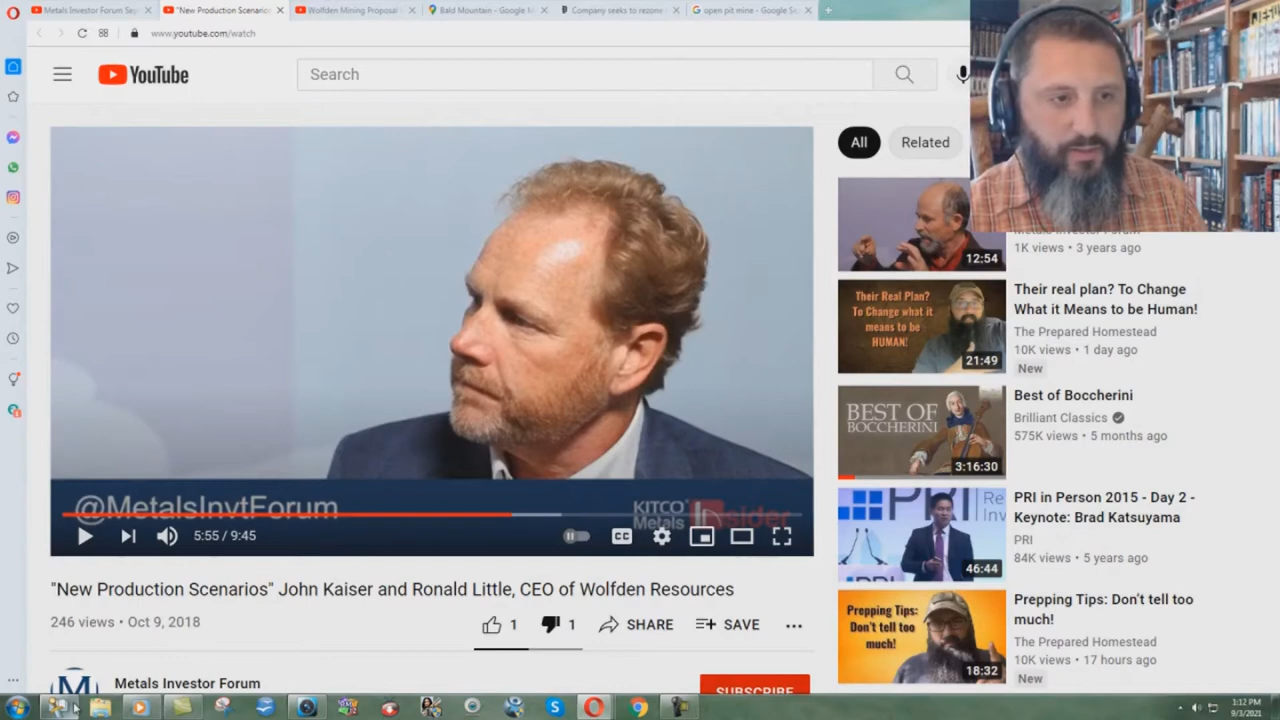 Metals Investor Forum Say
"New Production Scenarios
Wolfden Mining Proposal
Bald Mountain - Google M
Company seeks to rezone
open pit mine - Google Se
www.youtube.com/watch
YouTube
Search
All
Related
12:54
1K views • 3 years ago
Their Real Plan?
To Change what it
means to be
HUMAN!
21:49
Their real plan? To Change
What it Means to be Human!
The Prepared Homestead
10K views • 1 day ago
New
BEST OF
BOCCHERINI
3:16:30
Best of Boccherini
Brilliant Classics
575K views • 5 months ago
PRI
46:44
PRI in Person 2015 - Day 2 -
Keynote: Brad Katsuyama
PRI
84K views • 5 years ago
Prepping Tips:
Don't tell too
much!
18:32
Prepping Tips: Don't tell too
much!
The Prepared Homestead
10K views • 17 hours ago
New
@MetalsInvtForum
KITCO
Metals
Insider
5:55 / 9:45
CC
"New Production Scenarios" John Kaiser and Ronald Little, CEO of Wolfden Resources
246 views • Oct 9, 2018
1
1
SHARE
SAVE
Metals Investor Forum
SUBSCRIBE
1:12 PM
9/3/2021